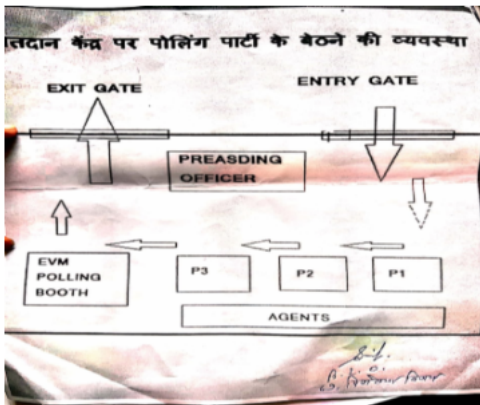 तदान केंद्र पर पोलिंग पार्टी के बेठने की व्यवस्था
EXIT GATE
ENTRY GATE
PREASDING
OFFICER
EVM
POLLING
BOOTH
P3
P2
P1
AGENTS